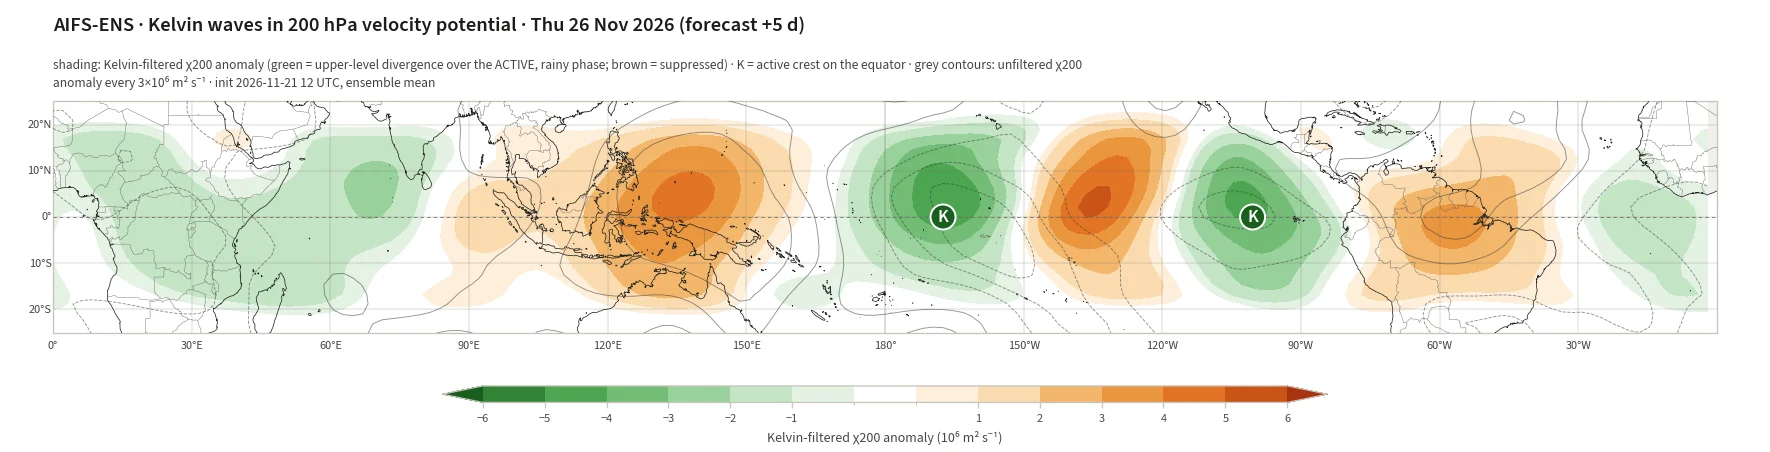 AIFS-ENS · Kelvin waves in 200 hPa velocity potential · Thu 26 Nov 2026 (forecast +5 d)
shading: Kelvin-filtered χ200 anomaly (green = upper-level divergence over the ACTIVE, rainy phase; brown = suppressed) · K = active crest on the equator · grey contours: unfiltered χ200
anomaly every 3×10⁶ m² s⁻¹ · init 2026-11-21 12 UTC, ensemble mean
20°N
10°N
0°
10°S
20°S
K K
0° 30°E 60°E 90°E 120°E 150°E 180° 150°W 120°W 90°W 60°W 30°W
−6 −5 −4 −3 −2 −1 1 2 3 4 5 6
Kelvin-filtered χ200 anomaly (10⁶ m² s⁻¹)